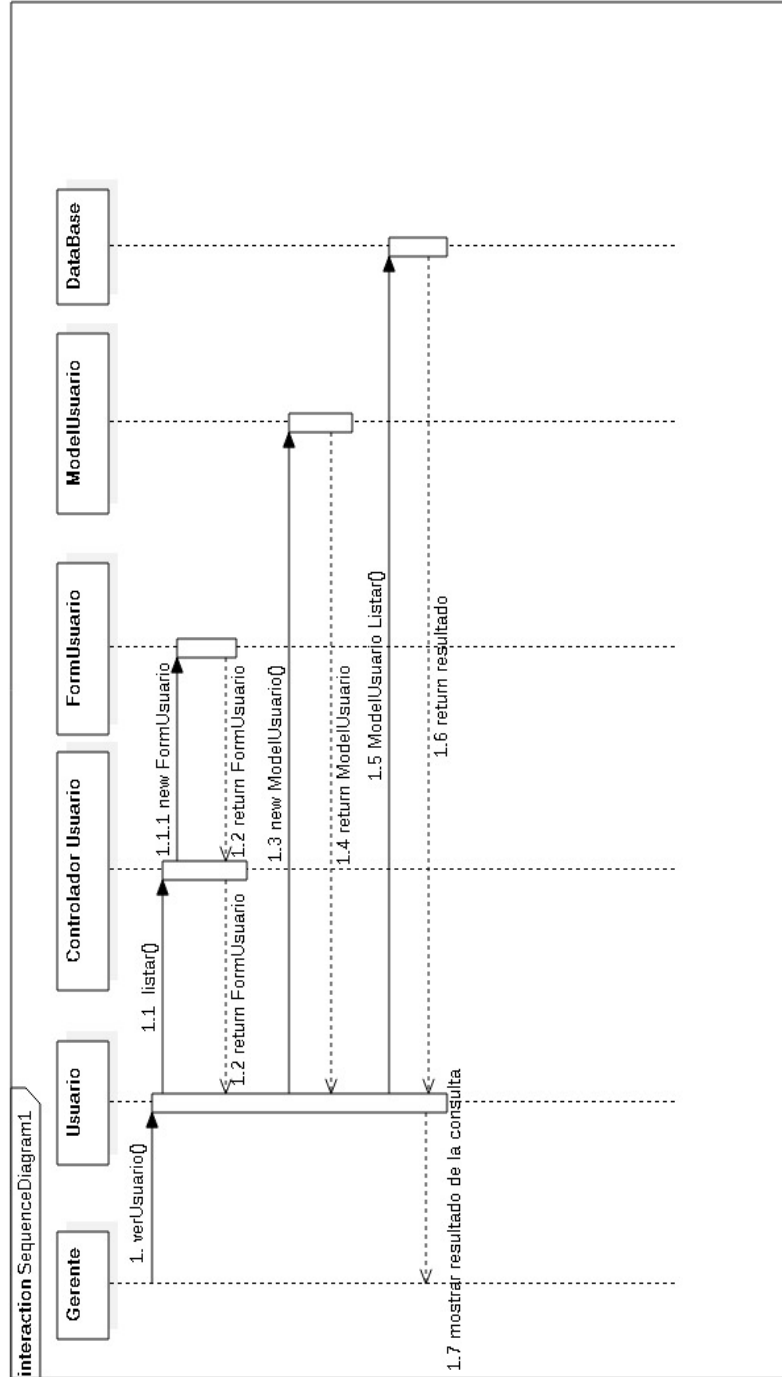 interaction SequenceDiagram1
Gerente
Usuario
Controlador Usuario
FormUsuario
ModelUsuario
DataBase
1. verUsuario()
1.1 listar()
1.1.1 new FormUsuario
1.2 return FormUsuario
1.2 return FormUsuario
1.3 new ModelUsuario()
1.4 return ModelUsuario
1.5 ModelUsuario Listar()
1.6 return resultado
1.7 mostrar resultado de la consulta